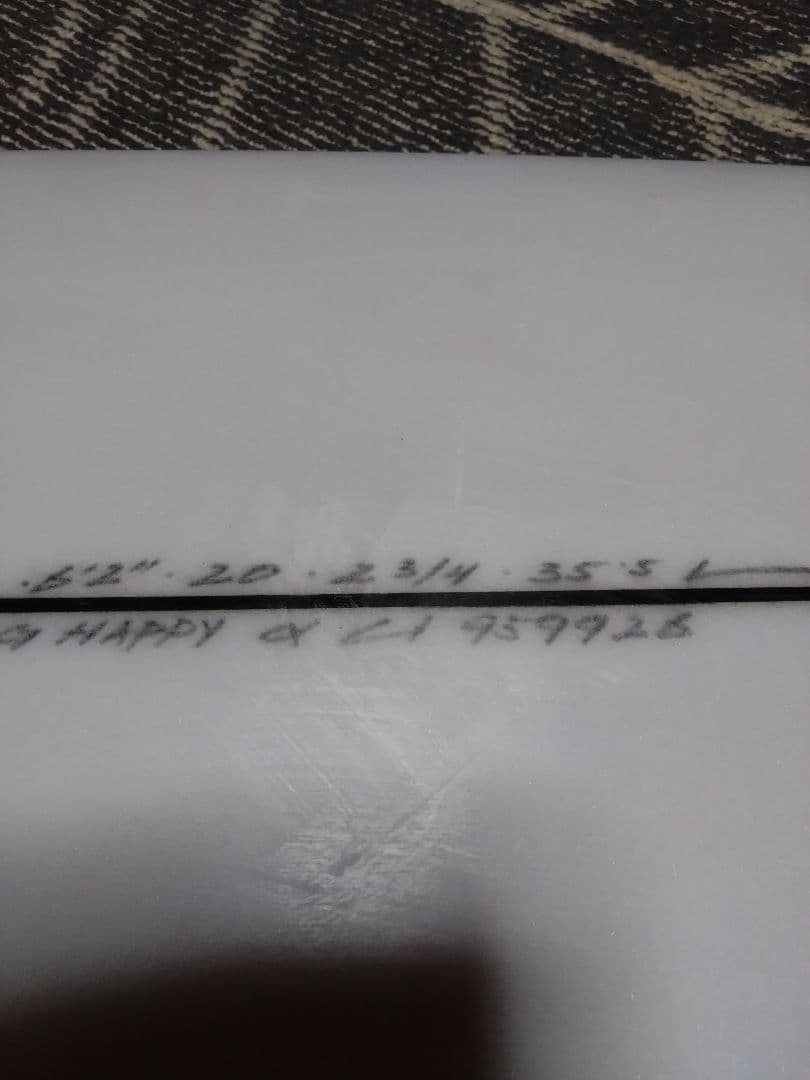 ·6'2"· 20 · 2 3/4 · 35.5 L
HAPPY α CI 959928